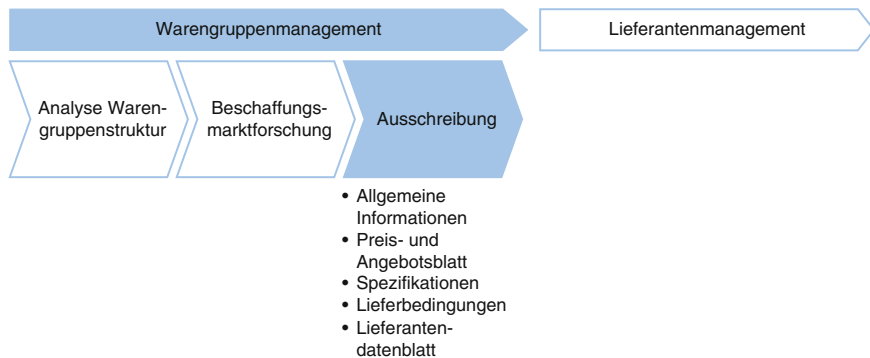 Warengruppenmanagement
Lieferantenmanagement
Analyse Waren-
gruppenstruktur
Beschaffungs-
marktforschung
Ausschreibung
• Allgemeine
Informationen
• Preis- und
Angebotsblatt
• Spezifikationen
• Lieferbedingungen
• Lieferanten-
datenblatt